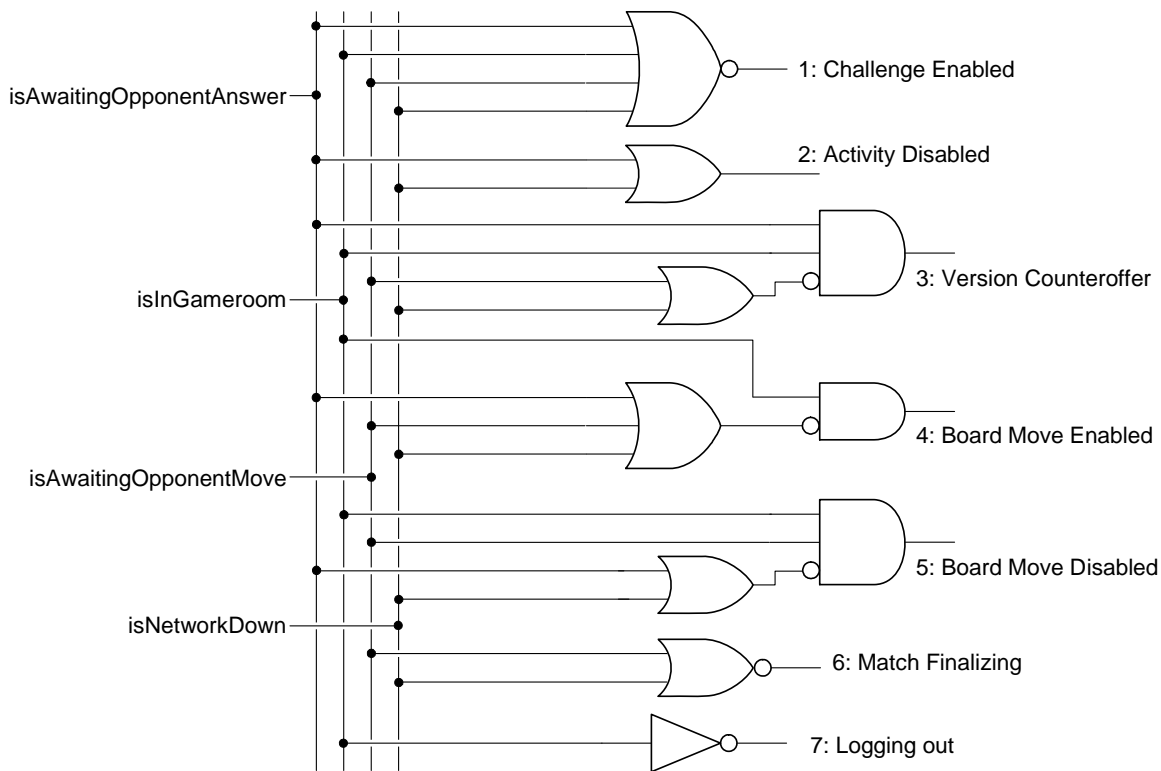 1: Challenge Enabled
isAwaitingOpponentAnswer
2: Activity Disabled
3: Version Counteroffer
isInGameroom
4: Board Move Enabled
isAwaitingOpponentMove
5: Board Move Disabled
isNetworkDown
6: Match Finalizing
7: Logging out